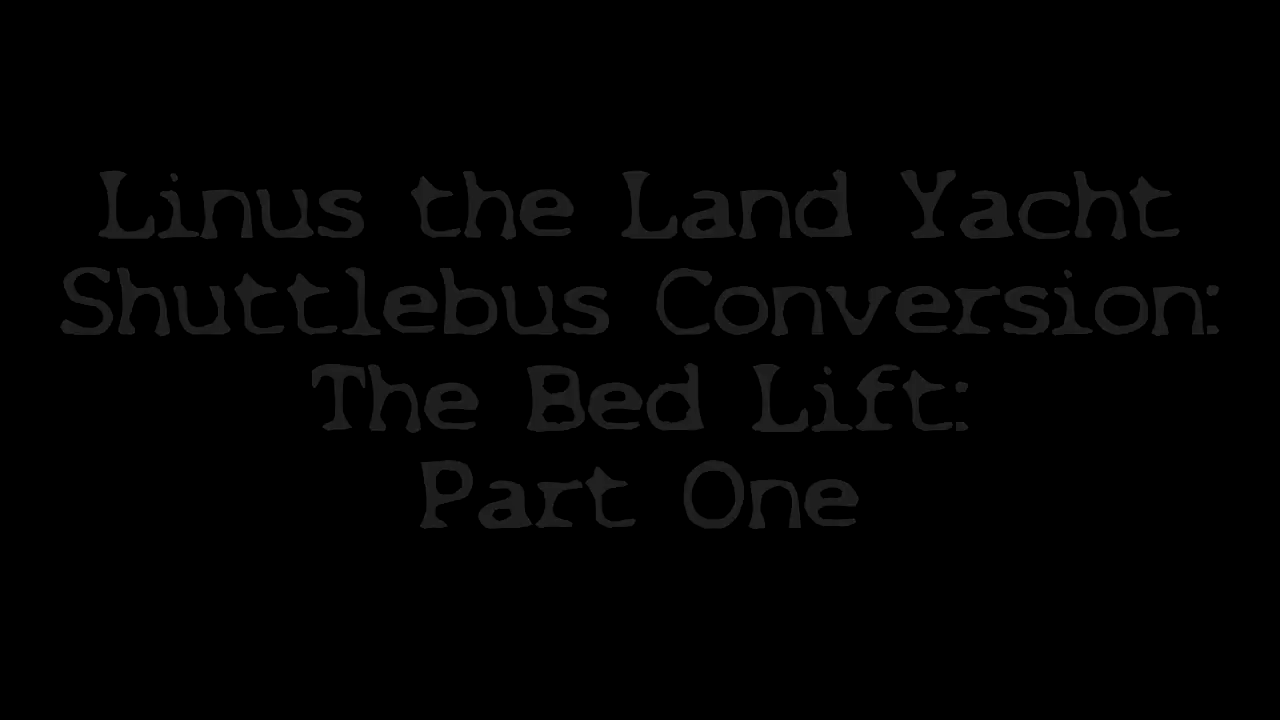 Linus the Land Yacht
Shuttlebus Conversion:
The Bed Lift:
Part One